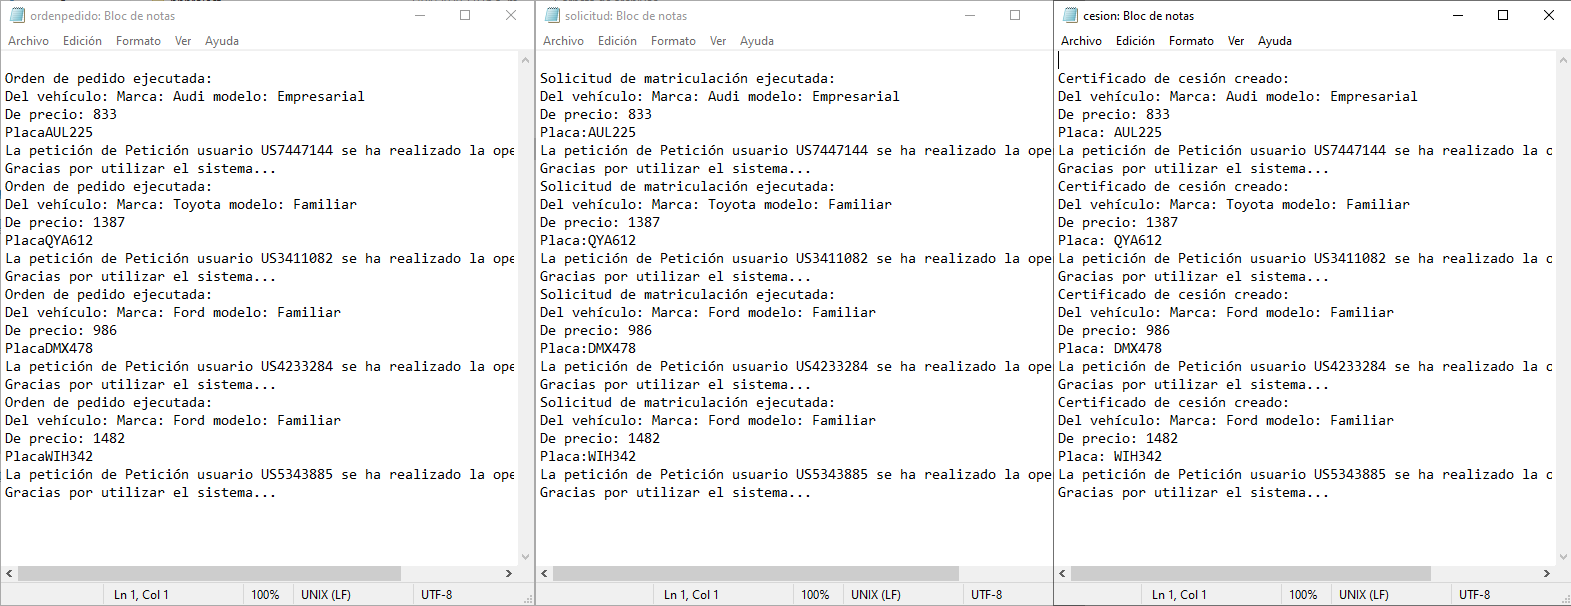 ordenpedido: Bloc de notas
Archivo Edición Formato Ver Ayuda
Orden de pedido ejecutada:
Del vehículo: Marca: Audi modelo: Empresarial
De precio: 833
PlacaAUL225
La petición de Petición usuario US7447144 se ha realizado la ope
Gracias por utilizar el sistema...
Orden de pedido ejecutada:
Del vehículo: Marca: Toyota modelo: Familiar
De precio: 1387
PlacaQYA612
La petición de Petición usuario US3411082 se ha realizado la ope
Gracias por utilizar el sistema...
Orden de pedido ejecutada:
Del vehículo: Marca: Ford modelo: Familiar
De precio: 986
PlacaDMX478
La petición de Petición usuario US4233284 se ha realizado la ope
Gracias por utilizar el sistema...
Orden de pedido ejecutada:
Del vehículo: Marca: Ford modelo: Familiar
De precio: 1482
PlacaWIH342
La petición de Petición usuario US5343885 se ha realizado la ope
Gracias por utilizar el sistema...
Ln 1, Col 1 100% UNIX (LF) UTF-8
solicitud: Bloc de notas
Archivo Edición Formato Ver Ayuda
Solicitud de matriculación ejecutada:
Del vehículo: Marca: Audi modelo: Empresarial
De precio: 833
Placa:AUL225
La petición de Petición usuario US7447144 se ha realizado la ope
Gracias por utilizar el sistema...
Solicitud de matriculación ejecutada:
Del vehículo: Marca: Toyota modelo: Familiar
De precio: 1387
Placa:QYA612
La petición de Petición usuario US3411082 se ha realizado la ope
Gracias por utilizar el sistema...
Solicitud de matriculación ejecutada:
Del vehículo: Marca: Ford modelo: Familiar
De precio: 986
Placa:DMX478
La petición de Petición usuario US4233284 se ha realizado la ope
Gracias por utilizar el sistema...
Solicitud de matriculación ejecutada:
Del vehículo: Marca: Ford modelo: Familiar
De precio: 1482
Placa:WIH342
La petición de Petición usuario US5343885 se ha realizado la ope
Gracias por utilizar el sistema...
Ln 1, Col 1 100% UNIX (LF) UTF-8
cesion: Bloc de notas
Archivo Edición Formato Ver Ayuda
Certificado de cesión creado:
Del vehículo: Marca: Audi modelo: Empresarial
De precio: 833
Placa: AUL225
La petición de Petición usuario US7447144 se ha realizado la o
Gracias por utilizar el sistema...
Certificado de cesión creado:
Del vehículo: Marca: Toyota modelo: Familiar
De precio: 1387
Placa: QYA612
La petición de Petición usuario US3411082 se ha realizado la o
Gracias por utilizar el sistema...
Certificado de cesión creado:
Del vehículo: Marca: Ford modelo: Familiar
De precio: 986
Placa: DMX478
La petición de Petición usuario US4233284 se ha realizado la o
Gracias por utilizar el sistema...
Certificado de cesión creado:
Del vehículo: Marca: Ford modelo: Familiar
De precio: 1482
Placa: WIH342
La petición de Petición usuario US5343885 se ha realizado la o
Gracias por utilizar el sistema...
Ln 1, Col 1 100% UNIX (LF) UTF-8